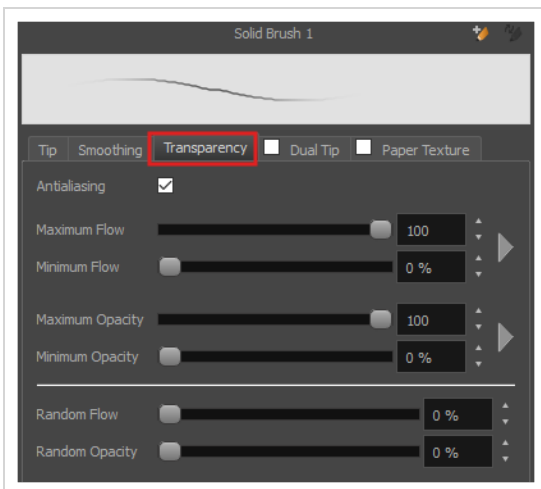 Solid Brush 1
Tip Smoothing Transparency Dual Tip Paper Texture
Antialiasing
Maximum Flow 100
Minimum Flow 0 %
Maximum Opacity 100
Minimum Opacity 0 %
Random Flow 0 %
Random Opacity 0 %